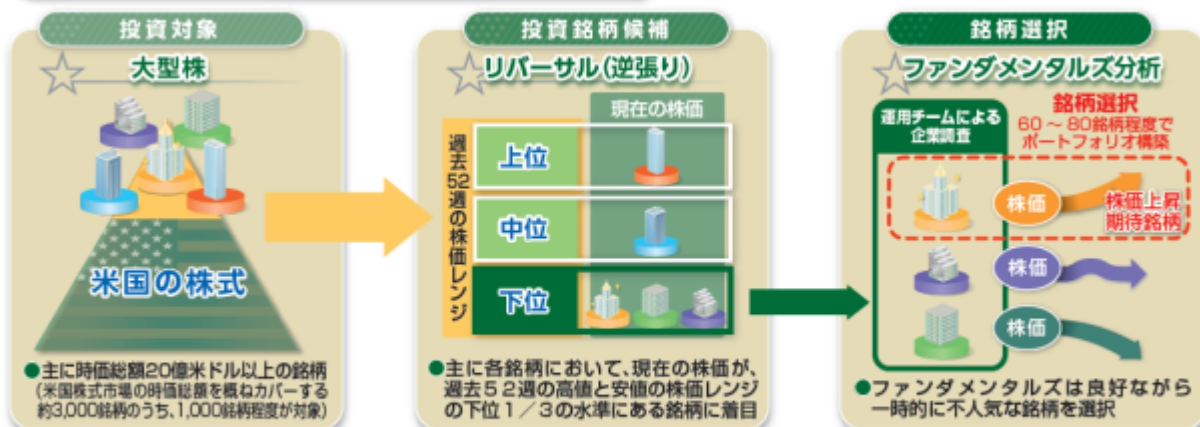 投資対象
大型株
米国の株式
●主に時価総額20億米ドル以上の銘柄
(米国株式市場の時価総額を概ねカバーする
約3,000銘柄のうち、1,000銘柄程度が対象)
投資銘柄候補
リバーサル(逆張り)
現在の株価
過去52週の株価レンジ
上位
中位
下位
●主に各銘柄において、現在の株価が、
過去52週の高値と安値の株価レンジ
の下位1/3の水準にある銘柄に着目
銘柄選択
ファンダメンタルズ分析
運用チームによる
企業調査
銘柄選択
60~80銘柄程度で
ポートフォリオ構築
株価
株価上昇
期待銘柄
株価
株価
●ファンダメンタルズは良好ながら
一時的に不人気な銘柄を選択